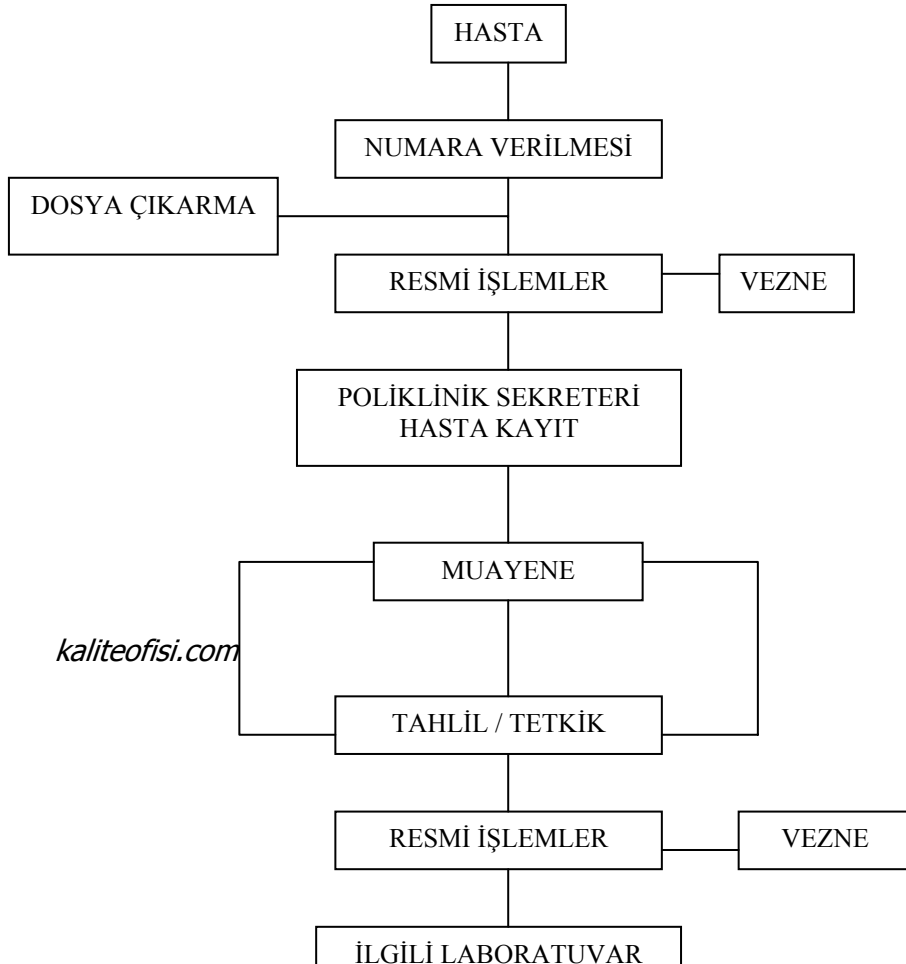 HASTA
NUMARA VERİLMESİ
DOSYA ÇIKARMA
RESMİ İŞLEMLER
VEZNE
POLİKLİNİK SEKRETERİ
HASTA KAYIT
MUAYENE
kaliteofisi.com
TAHLİL / TETKİK
RESMİ İŞLEMLER
VEZNE
İLGİLİ LABORATUVAR